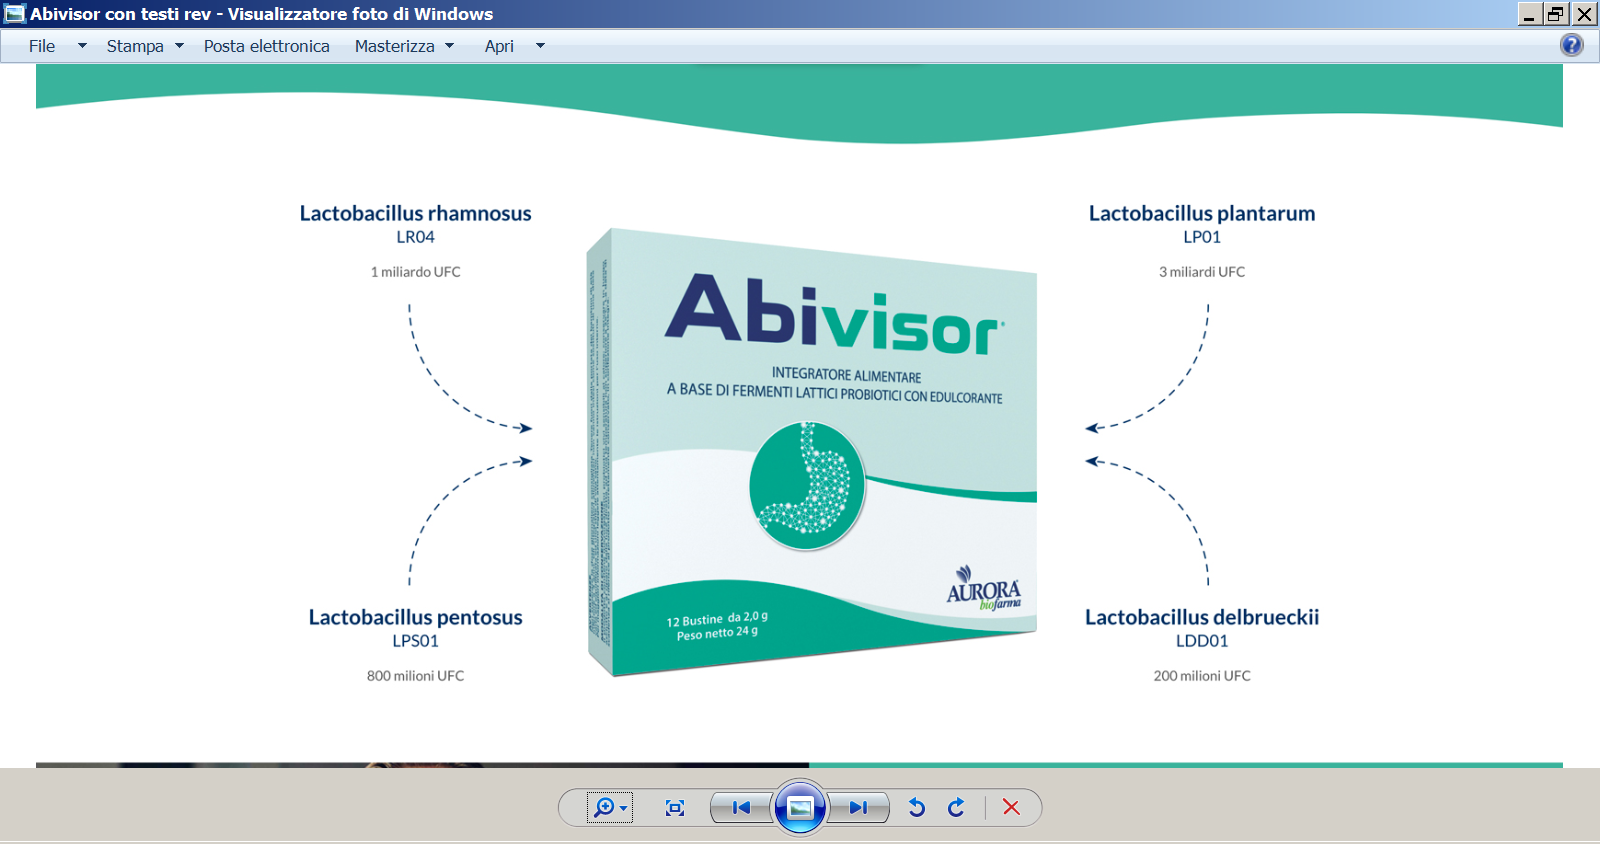 Abivisor con testi rev - Visualizzatore foto di Windows
File Stampa Posta elettronica Masterizza Apri
Lactobacillus rhamnosus
LR04
1 miliardo UFC
Lactobacillus plantarum
LP01
3 miliardi UFC
Abivisor
INTEGRATORE ALIMENTARE
A BASE DI FERMENTI LATTICI PROBIOTICI CON EDULCORANTE
AURORA
biofarma
12 Bustine da 2,0 g
Peso netto 24 g
Lactobacillus pentosus
LPS01
800 milioni UFC
Lactobacillus delbrueckii
LDD01
200 milioni UFC